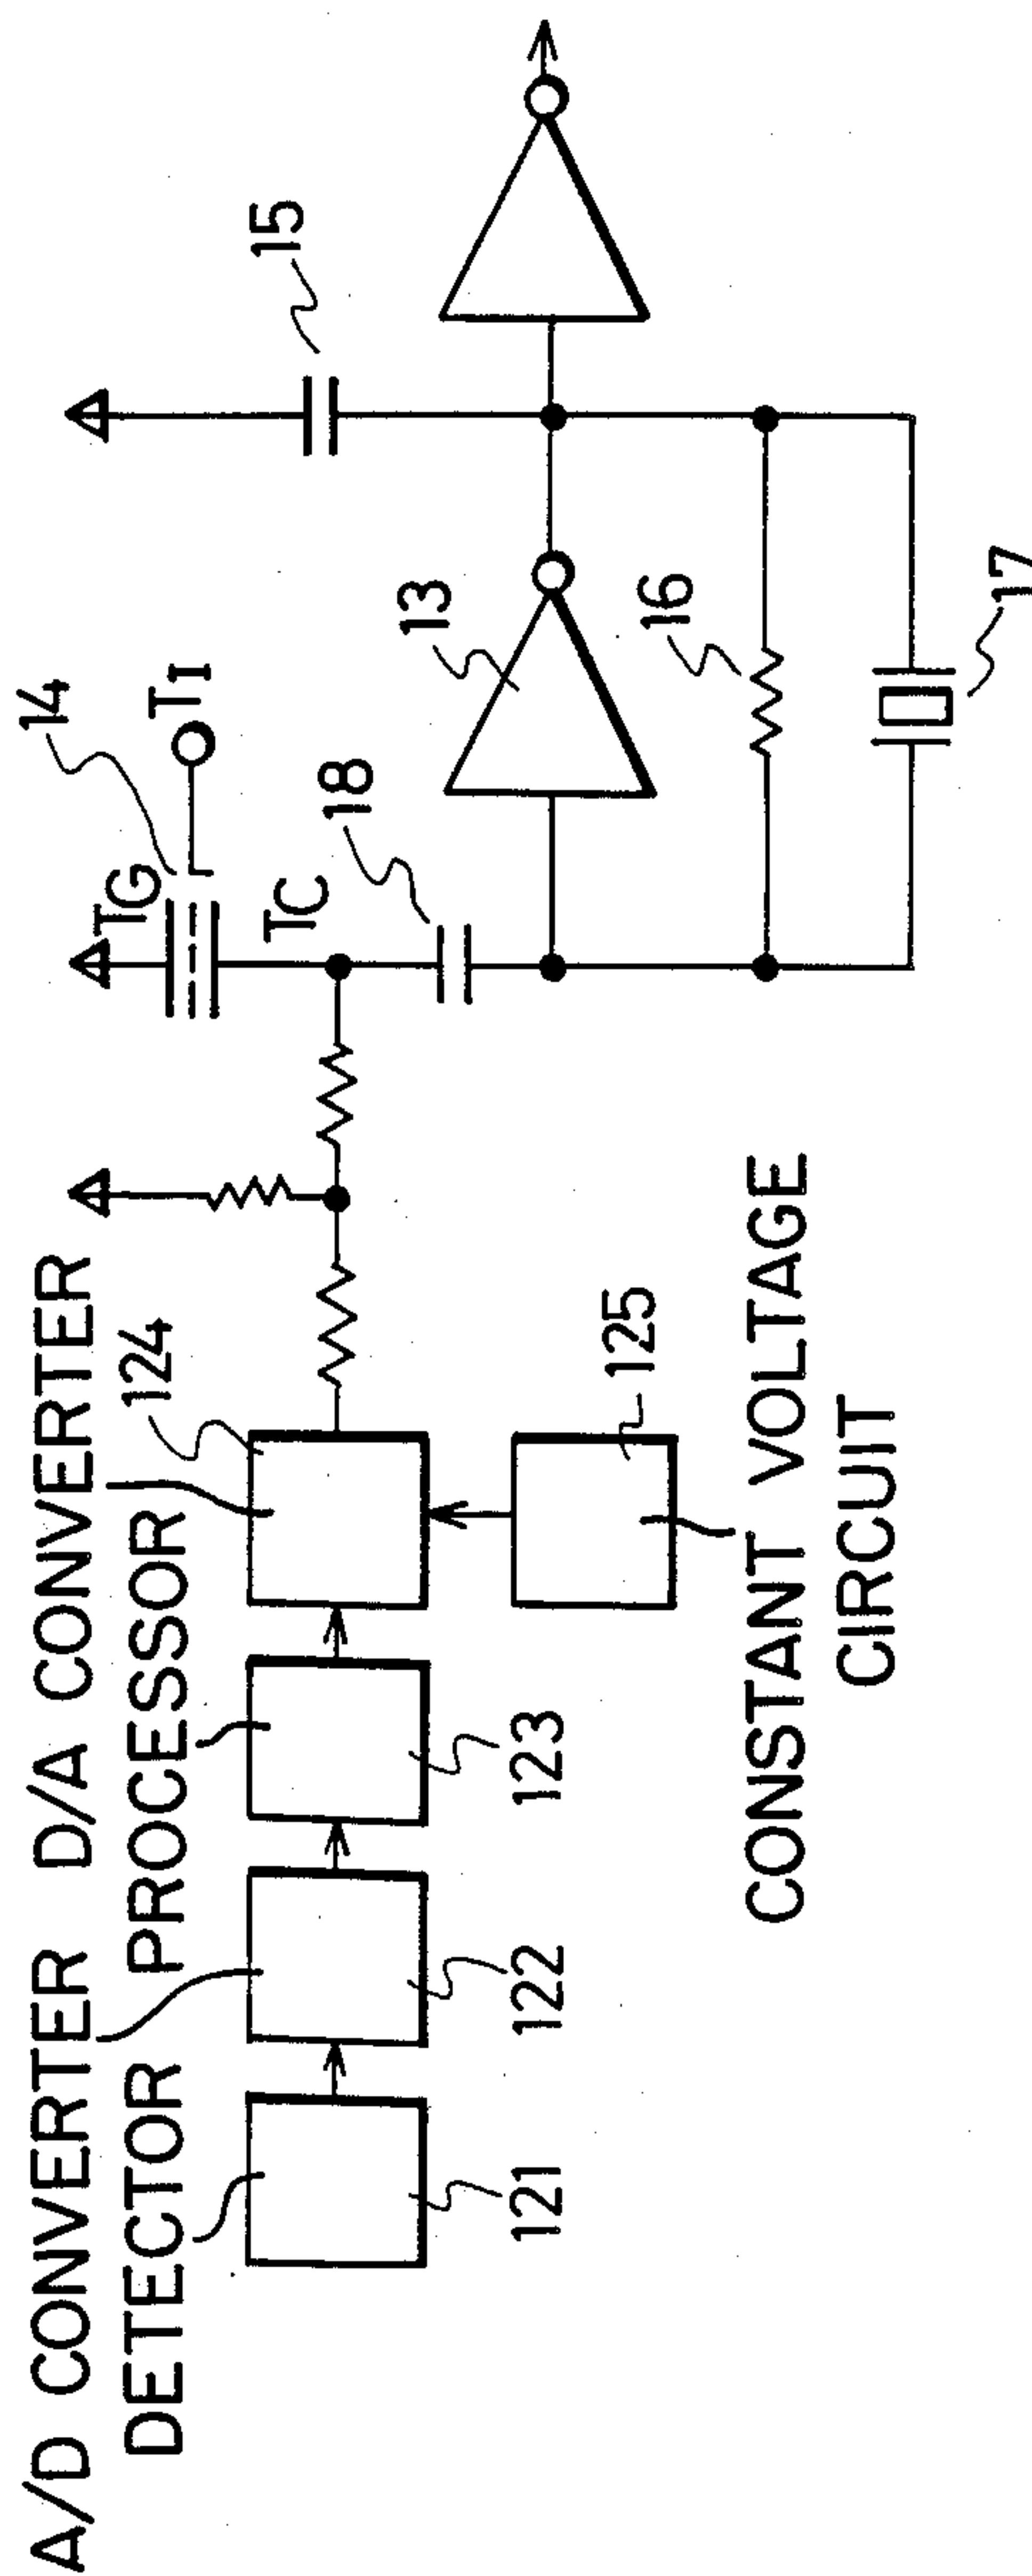 A/D CONVERTER D/A CONVERTER
DETECTOR PROCESSOR
124
14
TG
TI
TC
18
13
15
16
17
121
122
123
125
CONSTANT VOLTAGE
CIRCUIT